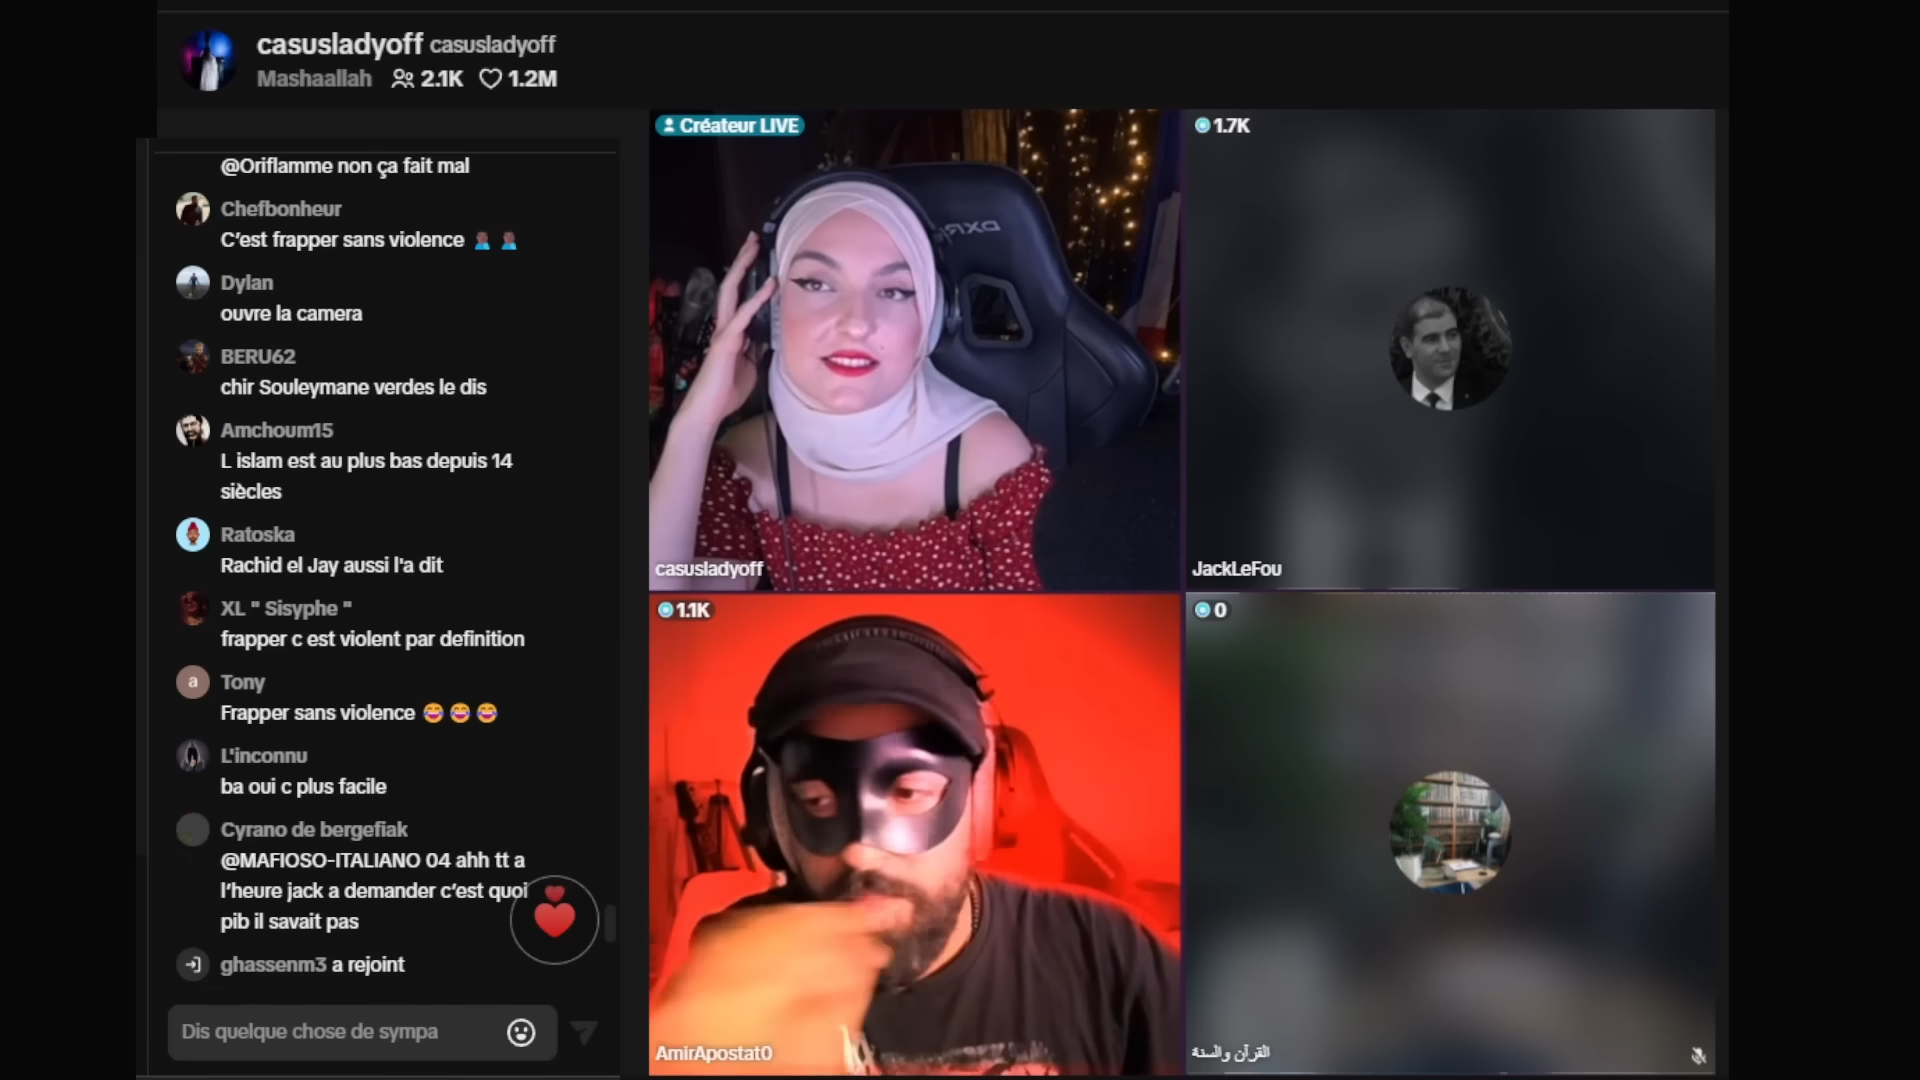 casusladyoff casusladyoff
Mashaallah 2.1K 1.2M
@Oriflamme non ça fait mal
Chefbonheur
C'est frapper sans violence
Dylan
ouvre la camera
BERU62
chir Souleymane verdes le dis
Amchoum15
L islam est au plus bas depuis 14
siècles
Ratoska
Rachid el Jay aussi l'a dit
XL " Sisyphe "
frapper c est violent par definition
a
Tony
Frapper sans violence 😂 😂 😂
L'inconnu
ba oui c plus facile
Cyrano de bergefiak
@MAFIOSO-ITALIANO 04 ahh tt a
l'heure jack a demander c'est quoi
pib il savait pas
ghassenm3 a rejoint
Dis quelque chose de sympa
Créateur LIVE
casusladyoff
1.7K
JackLeFou
1.1K
AmirApostat0
0
القرآن والسنة